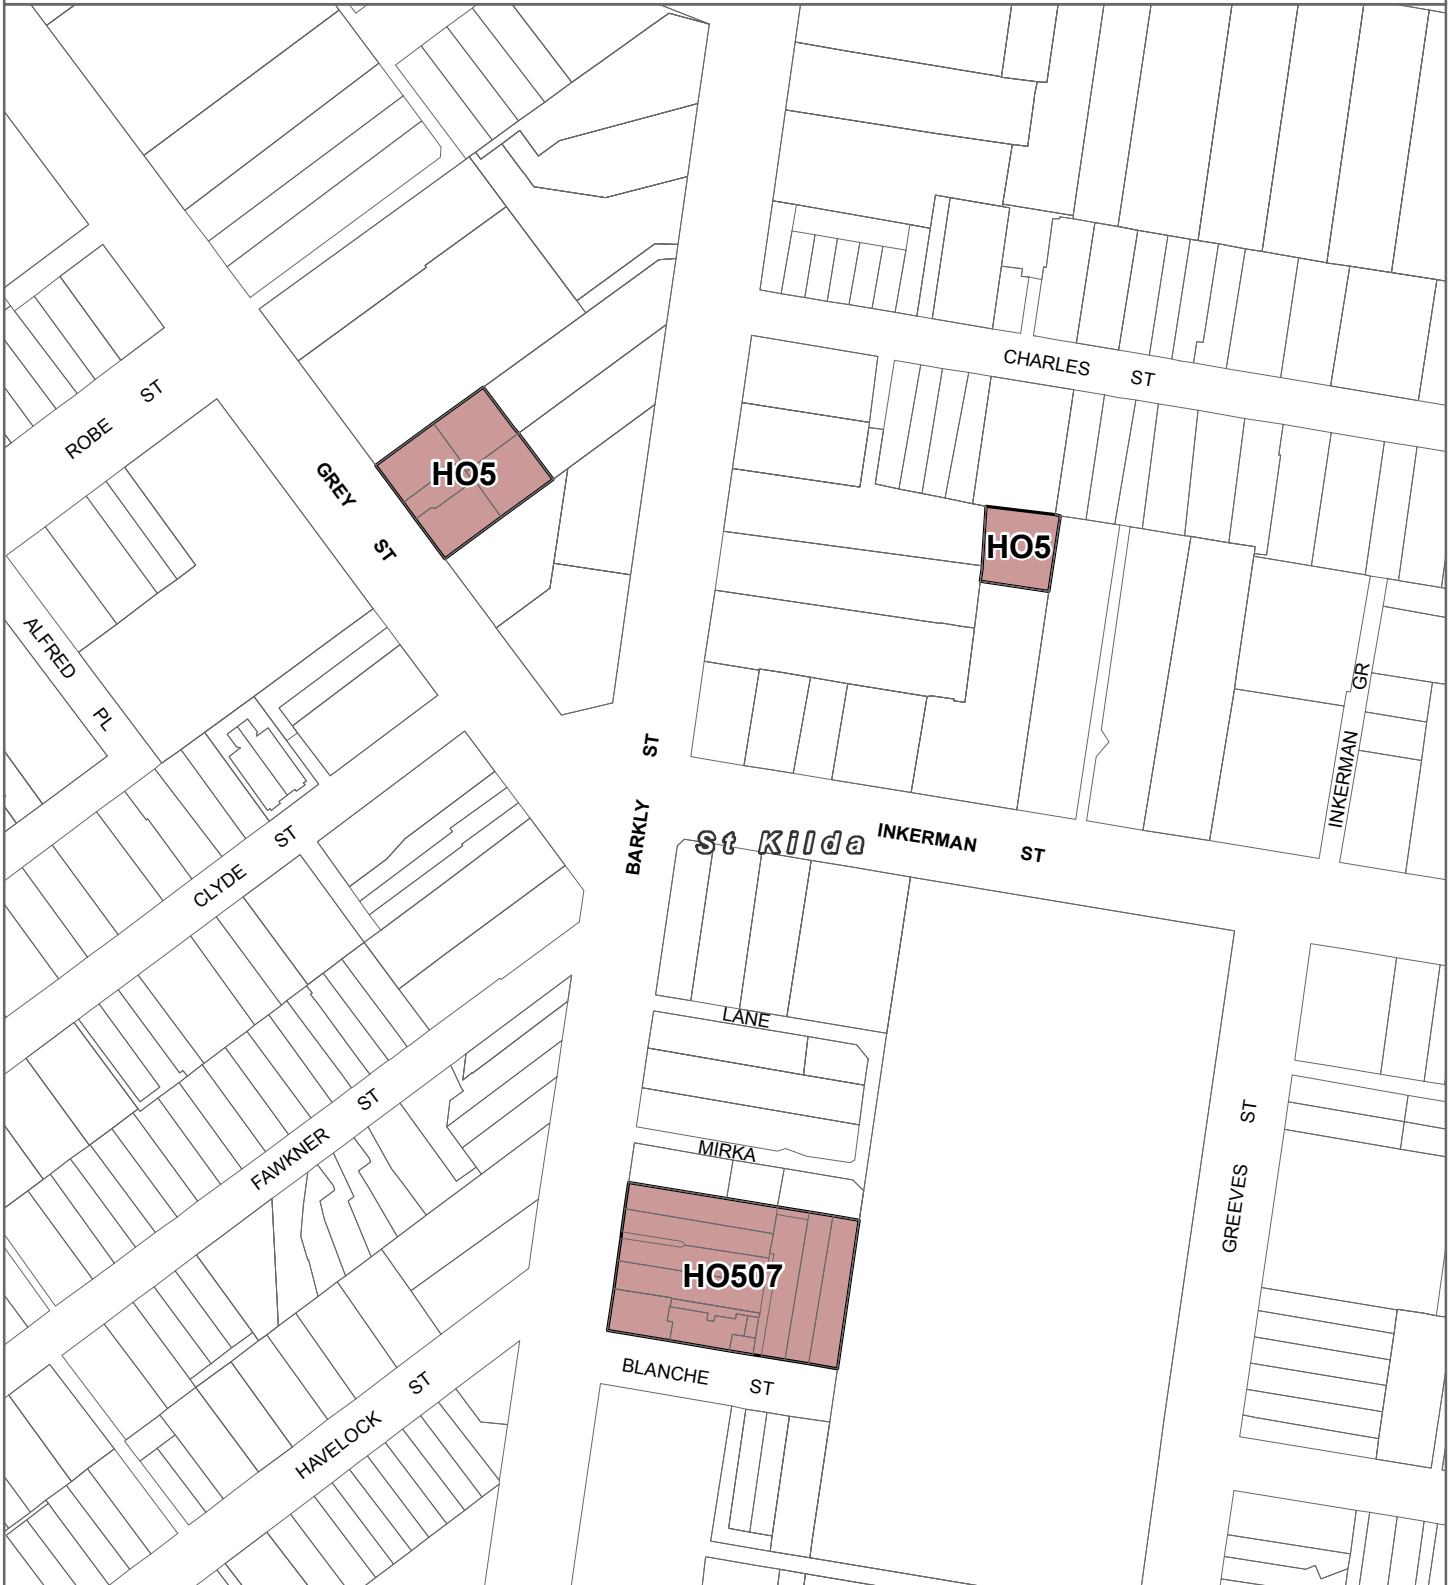 CHARLES ST
ROBE ST
GREY ST
HO5
HO5
ALFRED PL
INKERMAN GR
BARKLY ST
St Kilda
INKERMAN ST
CLYDE ST
LANE
FAWKNER ST
MIRKA
GREEVES ST
HO507
BLANCHE ST
HAVELOCK ST